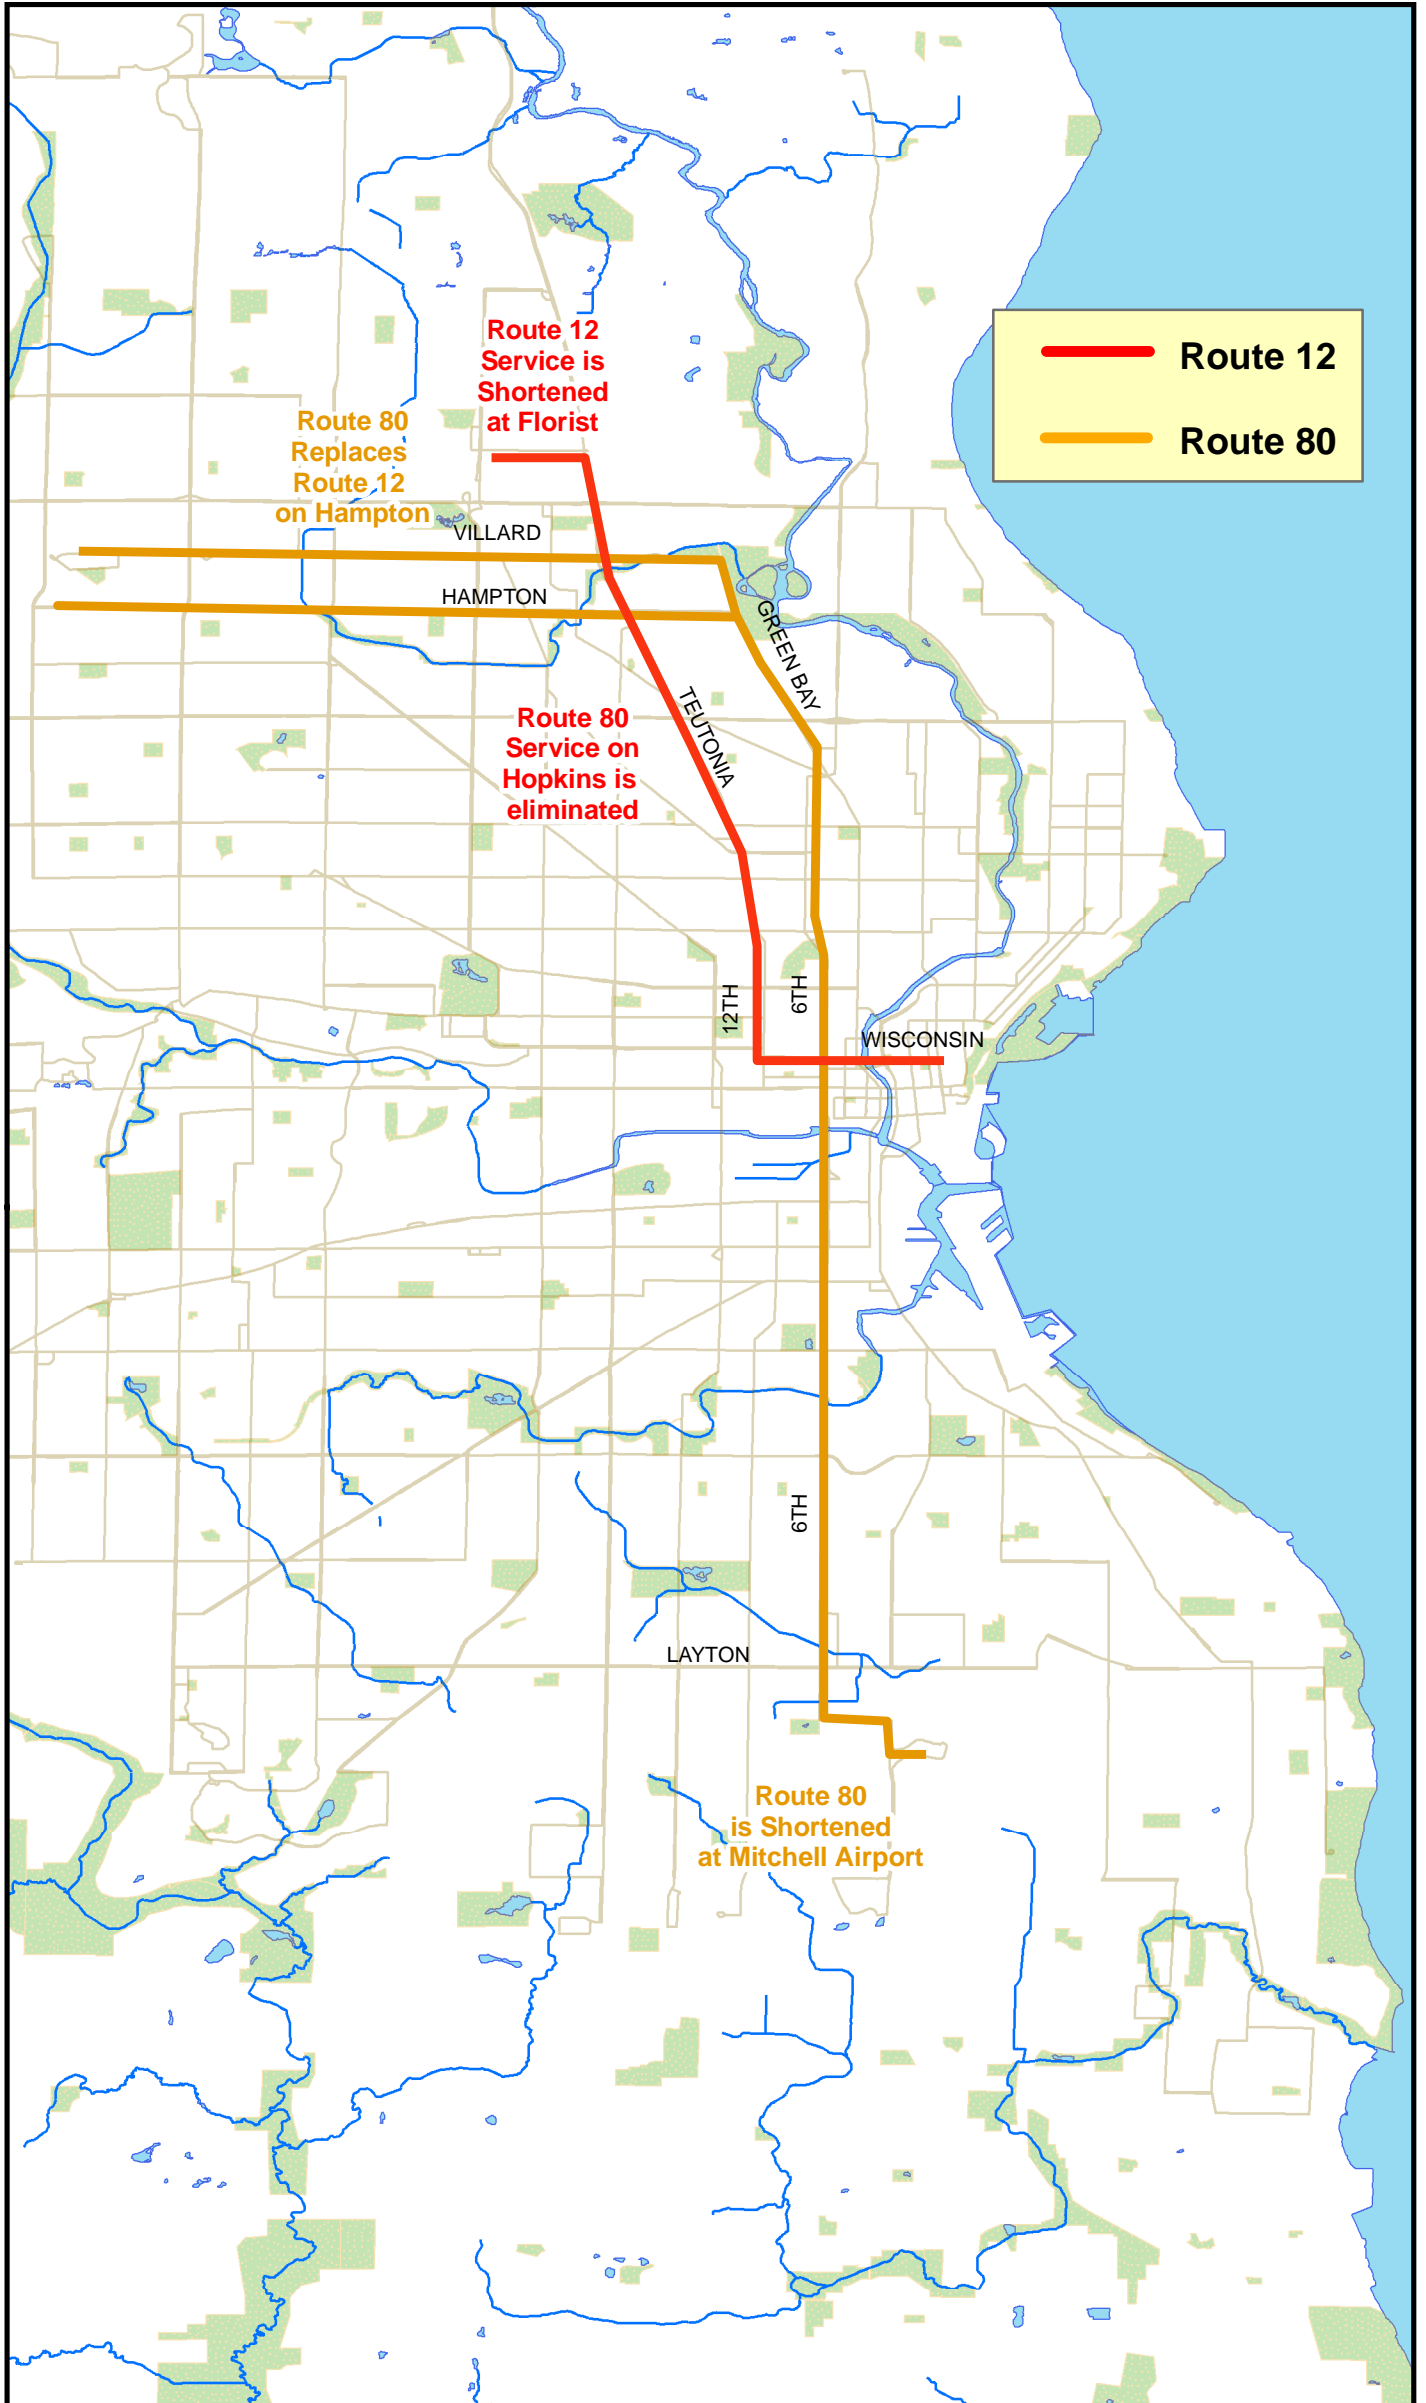 Route 12
Service is
Shortened
at Florist
Route 12
Route 80
Route 80
Replaces
Route 12
on Hampton
VILLARD
HAMPTON
GREEN BAY
TEUTONIA
Route 80
Service on
Hopkins is
eliminated
12TH
6TH
WISCONSIN
6TH
LAYTON
Route 80
is Shortened
at Mitchell Airport